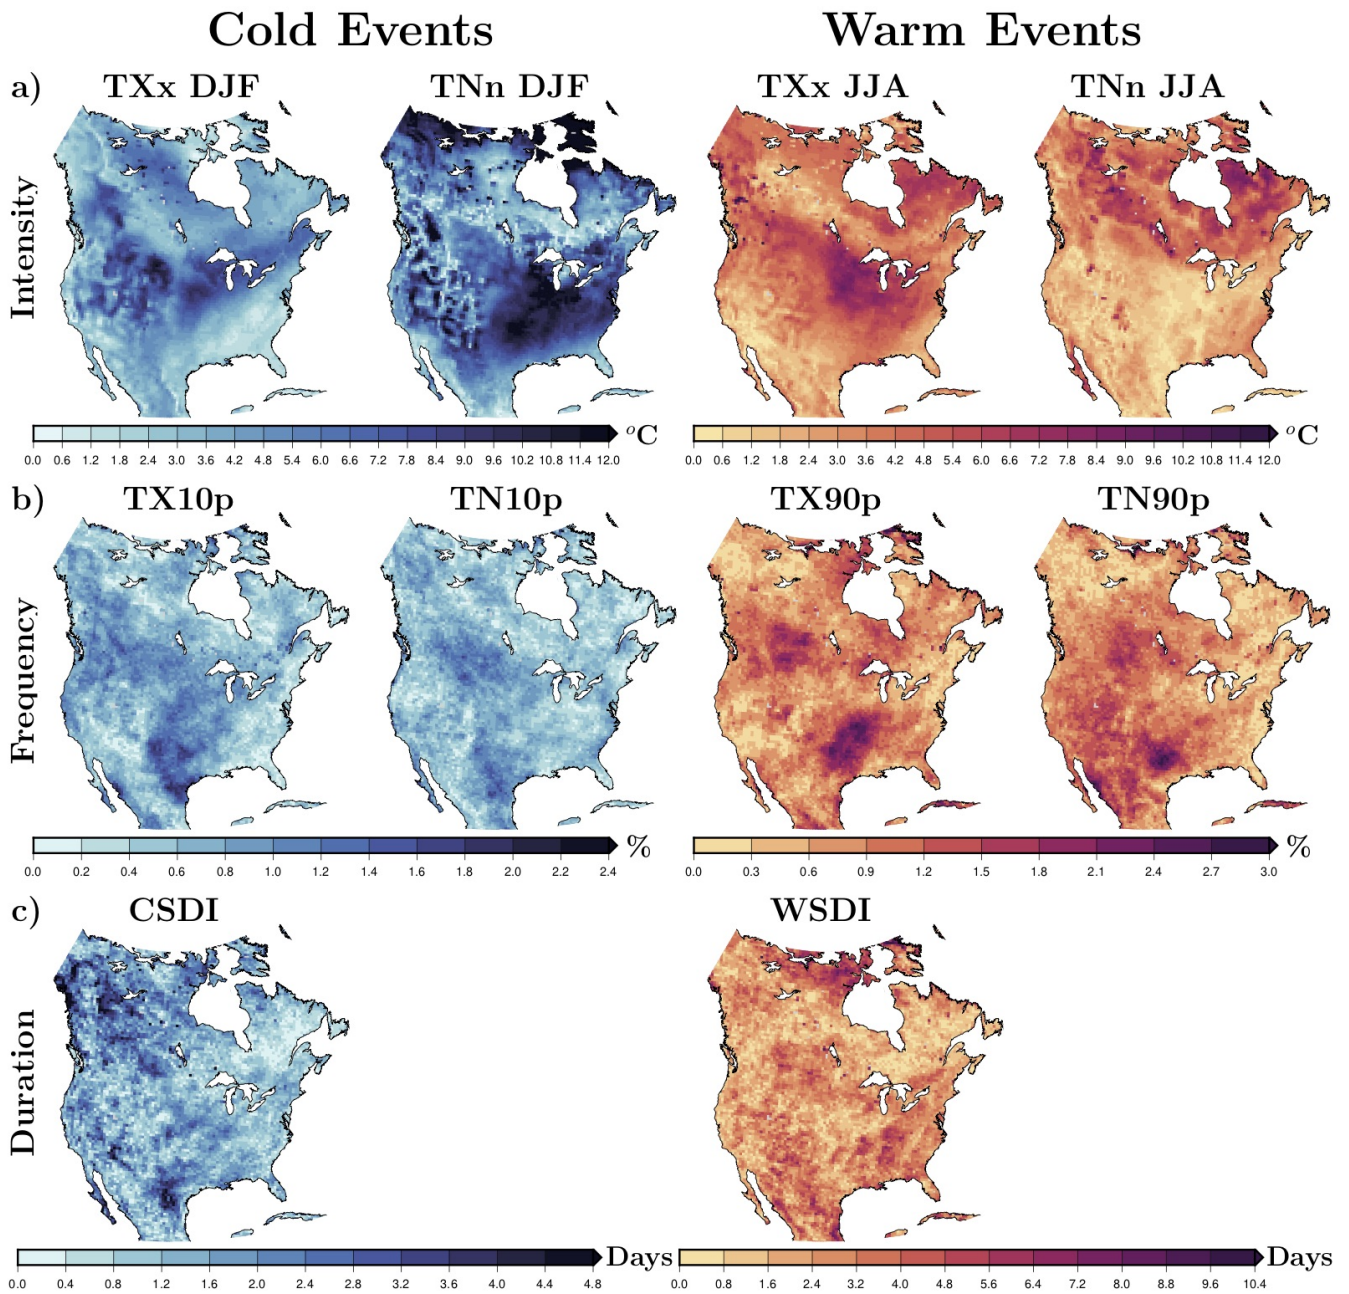 Cold Events Warm Events
a) TXx DJF TNn DJF TXx JJA TNn JJA
Intensity
0.0 0.6 1.2 1.8 2.4 3.0 3.6 4.2 4.8 5.4 6.0 6.6 7.2 7.8 8.4 9.0 9.6 10.2 10.8 11.4 12.0 °C
0.0 0.6 1.2 1.8 2.4 3.0 3.6 4.2 4.8 5.4 6.0 6.6 7.2 7.8 8.4 9.0 9.6 10.2 10.8 11.4 12.0 °C
b) TX10p TN10p TX90p TN90p
Frequency
0.0 0.2 0.4 0.6 0.8 1.0 1.2 1.4 1.6 1.8 2.0 2.2 2.4 %
0.0 0.3 0.6 0.9 1.2 1.5 1.8 2.1 2.4 2.7 3.0 %
c) CSDI WSDI
Duration
0.0 0.4 0.8 1.2 1.6 2.0 2.4 2.8 3.2 3.6 4.0 4.4 4.8 Days
0.0 0.8 1.6 2.4 3.2 4.0 4.8 5.6 6.4 7.2 8.0 8.8 9.6 10.4 Days